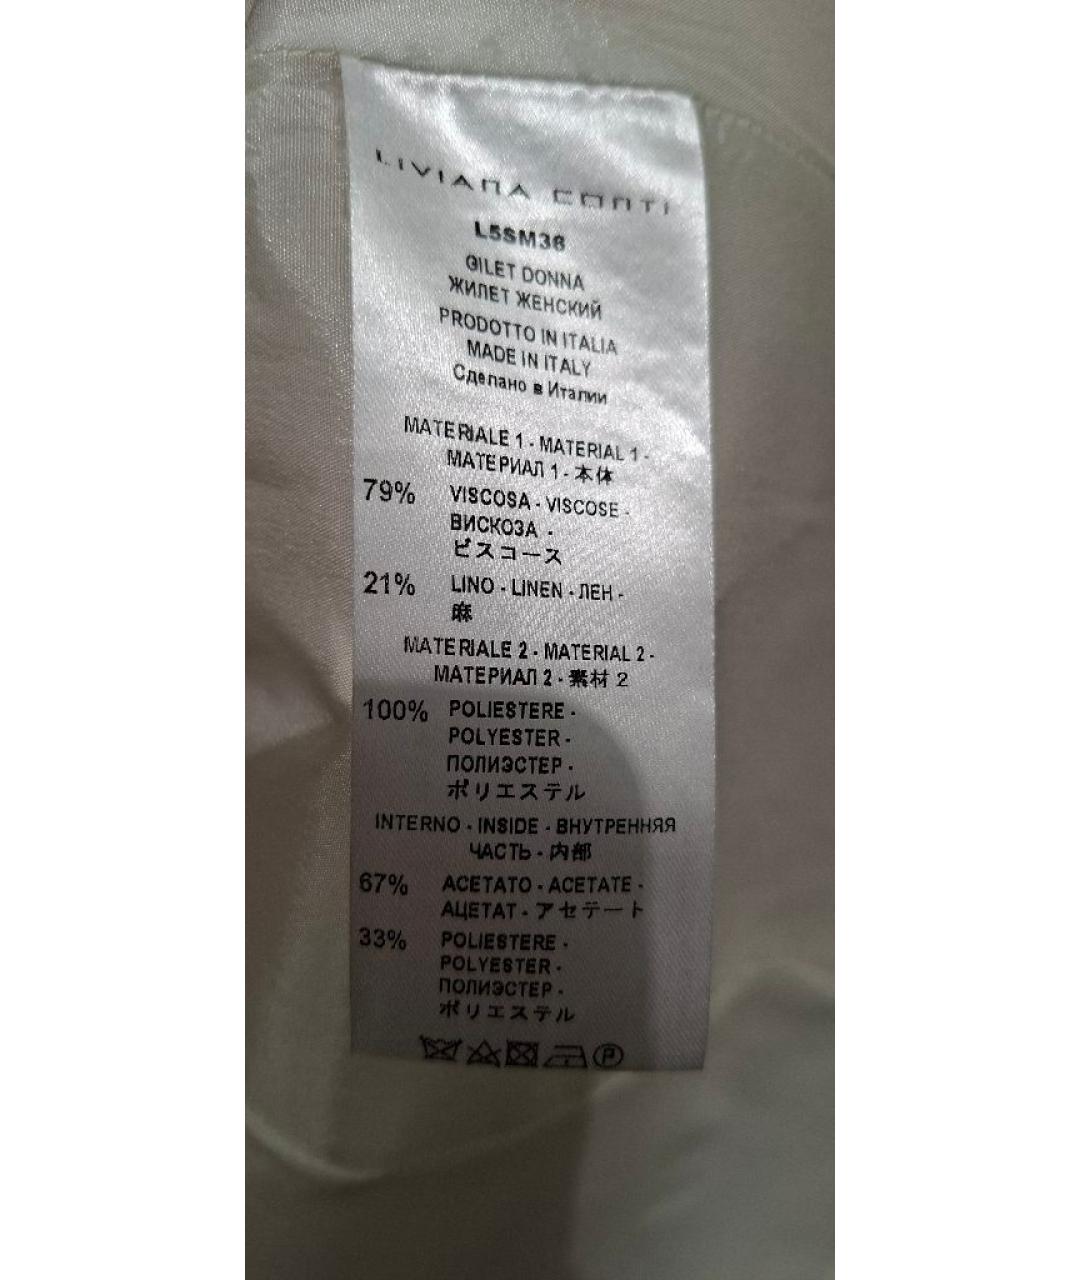 LIVIANA CONTI
L5SM36
GILET DONNA
ЖИЛЕТ ЖЕНСКИЙ
PRODOTTO IN ITALIA
MADE IN ITALY
Сделано в Италии
MATERIALE 1 - MATERIAL 1 -
МАТЕРИАЛ 1 - 本体
79% VISCOSA - VISCOSE -
ВИСКОЗА -
ビスコース
21% LINO - LINEN - ЛЕН -
麻
MATERIALE 2 - MATERIAL 2 -
МАТЕРИАЛ 2 - 素材 2
100% POLIESTERE -
POLYESTER -
ПОЛИЭСТЕР -
ポリエステル
INTERNO - INSIDE - ВНУТРЕННЯЯ
ЧАСТЬ - 内部
67% ACETATO - ACETATE -
АЦЕТАТ - アセテート
33% POLIESTERE -
POLYESTER -
ПОЛИЭСТЕР -
ポリエステル
P